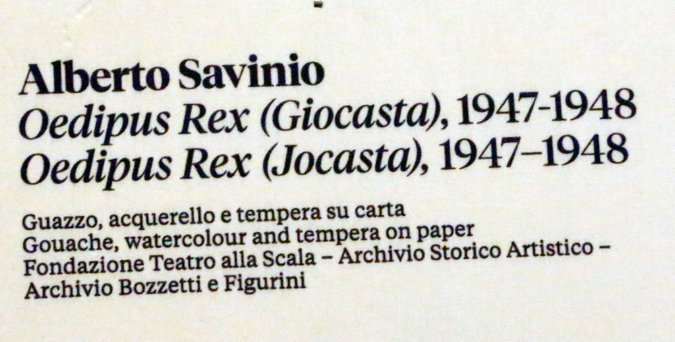 Alberto Savinio
Oedipus Rex (Giocasta), 1947-1948
Oedipus Rex (Jocasta), 1947–1948
Guazzo, acquerello e tempera su carta
Gouache, watercolour and tempera on paper
Fondazione Teatro alla Scala – Archivio Storico Artistico –
Archivio Bozzetti e Figurini